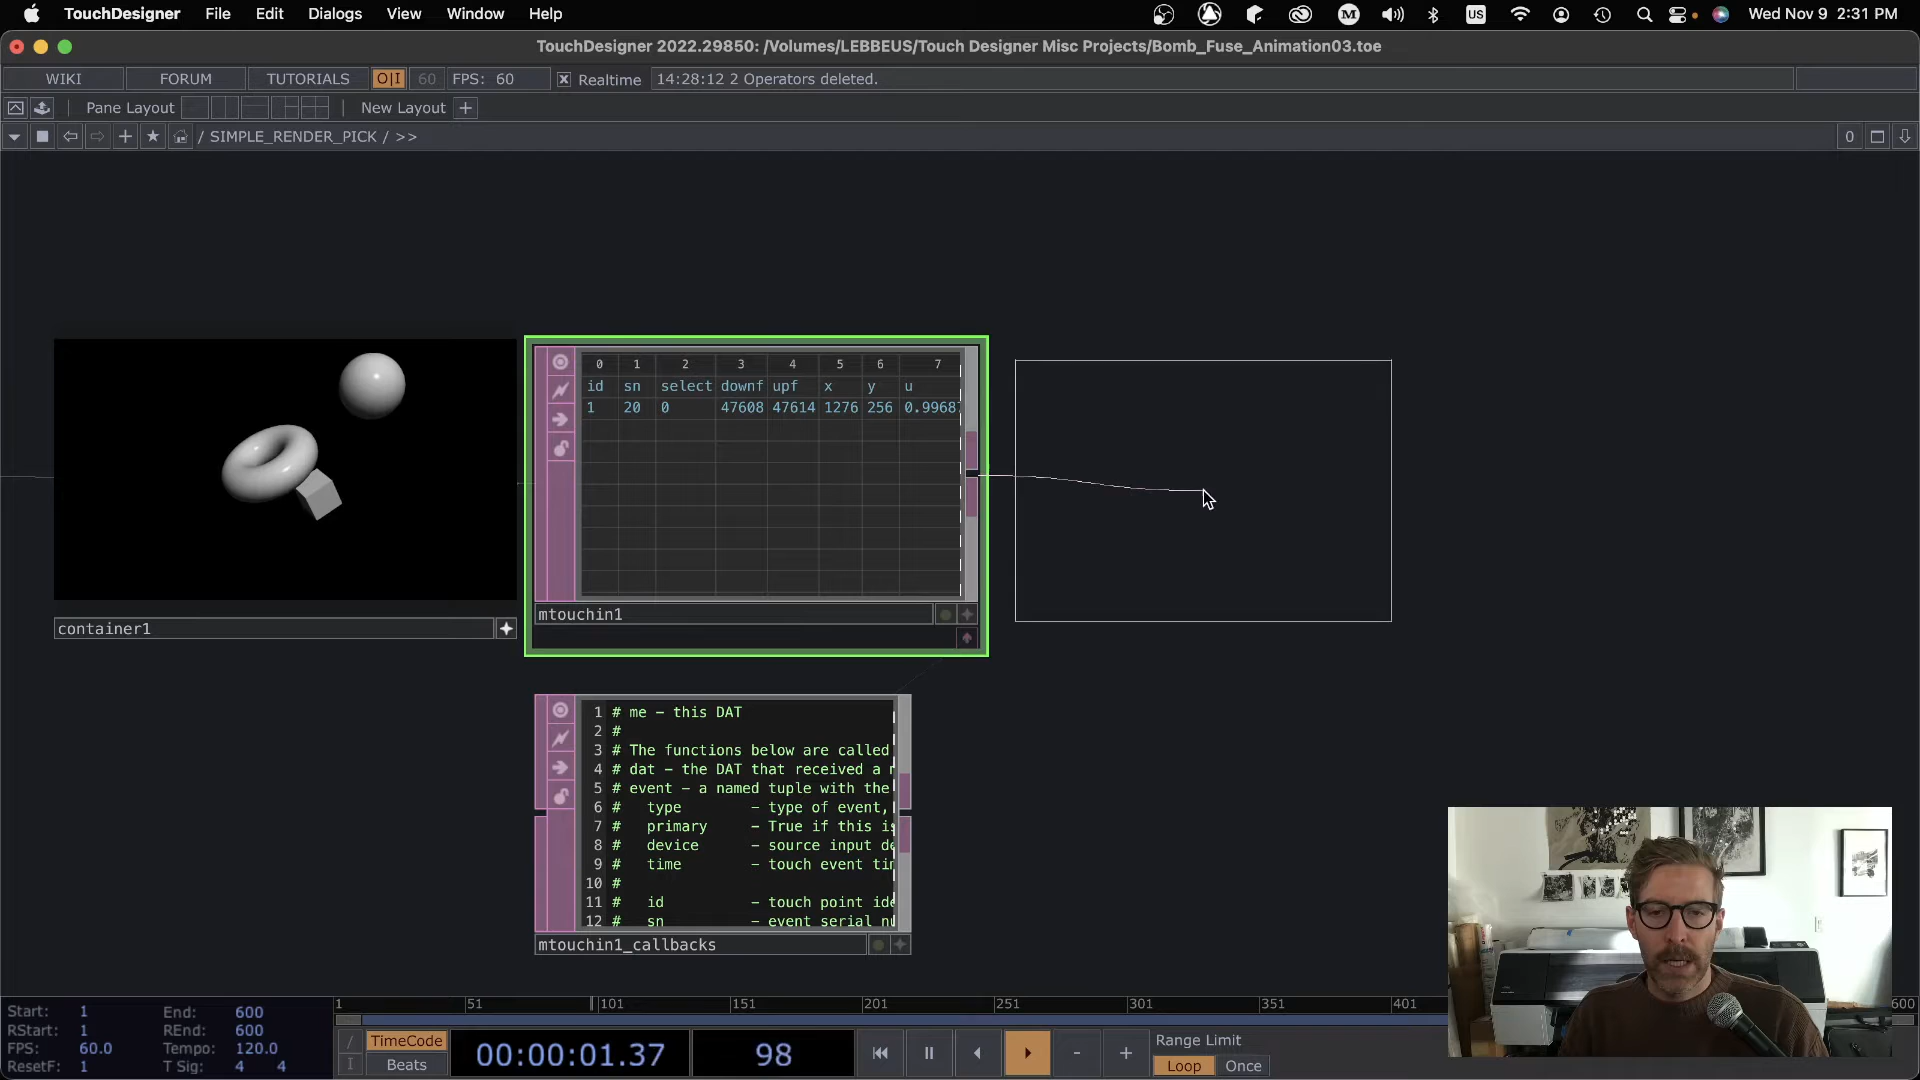 TouchDesigner File Edit Dialogs View Window Help
M US Wed Nov 9 2:31 PM
TouchDesigner 2022.29850: /Volumes/LEBBEUS/Touch Designer Misc Projects/Bomb_Fuse_Animation03.toe
WIKI FORUM TUTORIALS O|I 60 FPS: 60 Realtime 14:28:12 2 Operators deleted.
Pane Layout New Layout +
/ SIMPLE_RENDER_PICK / >> 0
0 1 2 3 4 5 6 7
id sn select downf upf x y u
1 20 0 47608 47614 1276 256 0.9968
mtouchin1
container1
1 # me - this DAT
2 #
3 # The functions below are called
4 # dat - the DAT that received a
5 # event - a named tuple with the
6 # type - type of event,
7 # primary - True if this is
8 # device - source input de
9 # time - touch event tim
10 #
11 # id - touch point ide
12 # sn - event serial nu
mtouchin1_callbacks
1 51 101 151 201 251 301 351 401 600
Start: 1 End: 600
RStart: 1 REnd: 600
FPS: 60.0 Tempo: 120.0
ResetF: 1 T Sig: 4 4
/ TimeCode
I Beats
00:00:01.37 98
- +
Range Limit
Loop Once